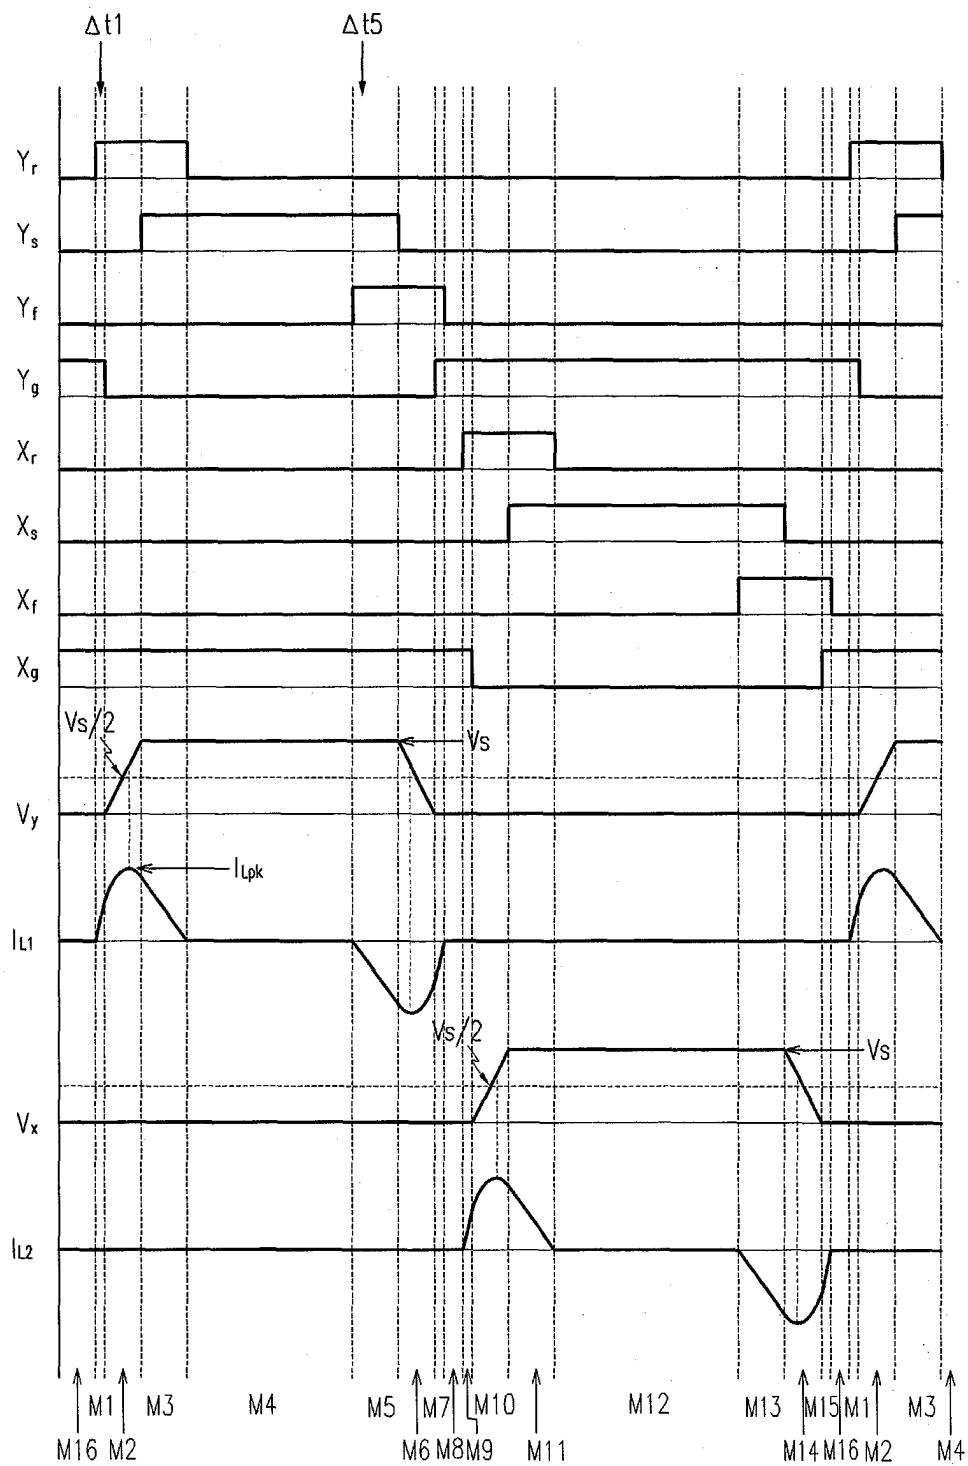 Δt1 Δt5
Yr
Ys
Yf
Yg
Xr
Xs
Xf
Xg
Vs/2
Vs
Vy
ILpk
IL1
Vs/2
Vs
Vx
IL2
M1 M3 M4 M5 M7 M10 M12 M13 M15 M1 M3
M16 M2 M6 M8 M9 M11 M14 M16 M2 M4